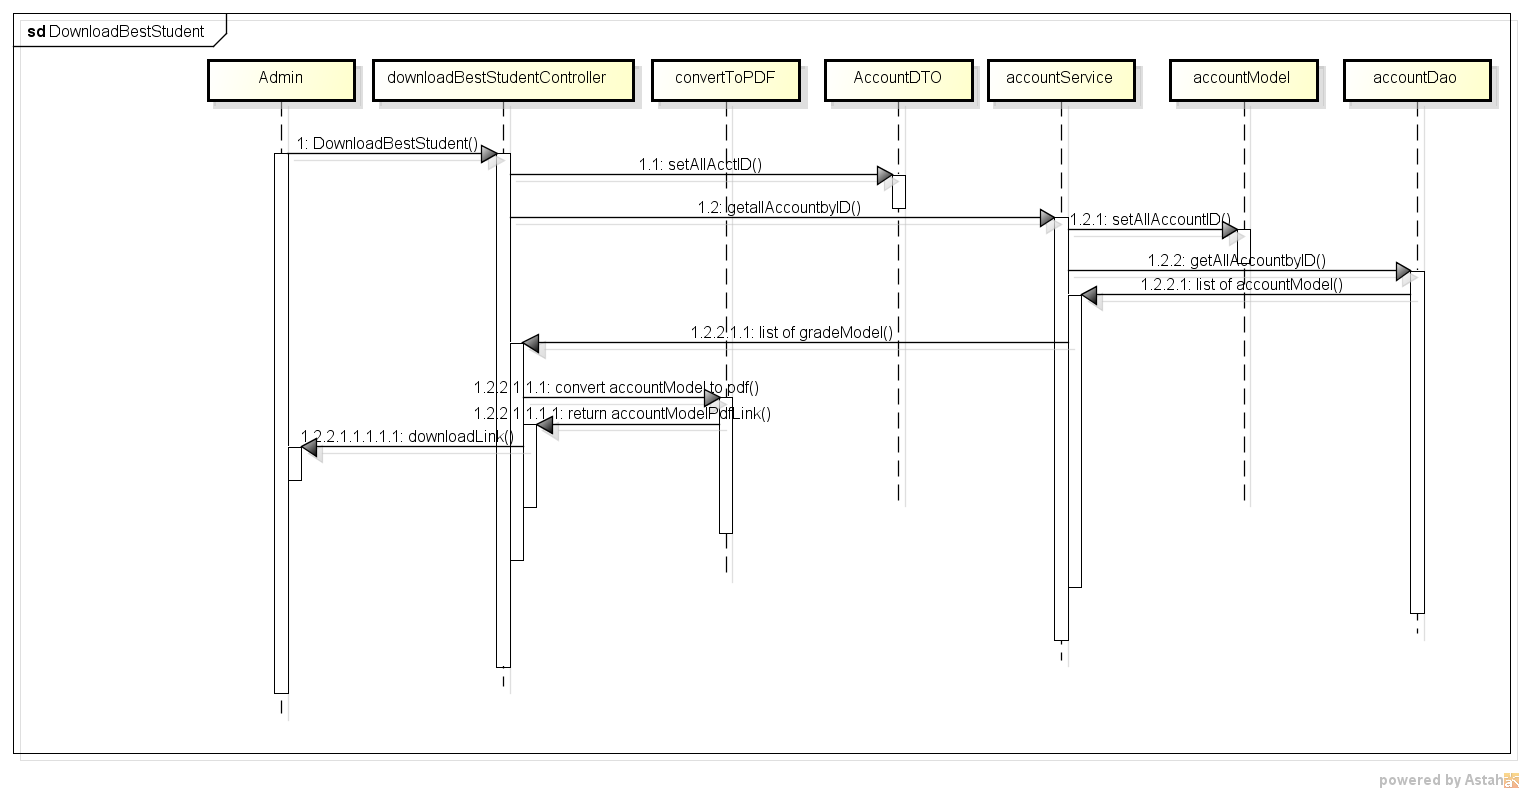 sd DownloadBestStudent
Admin
downloadBestStudentController
convertToPDF
AccountDTO
accountService
accountModel
accountDao
1: DownloadBestStudent()
1.1: setAllAcctID()
1.2: getallAccountbyID()
1.2.1: setAllAccountID()
1.2.2: getAllAccountbyID()
1.2.2.1: list of accountModel()
1.2.2.1.1: list of gradeModel()
1.2.2.1.1.1: convert accountModel to pdf()
1.2.2.1.1.1.1: return accountModelPdfLink()
1.2.2.1.1.1.1.1: downloadLink()
powered by Astah